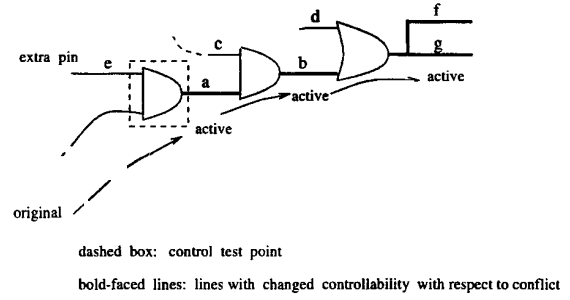 f
d
g
c
extra pin
e
b
a
active
active
active
original
dashed box: control test point
bold-faced lines: lines with changed controllability with respect to conflict